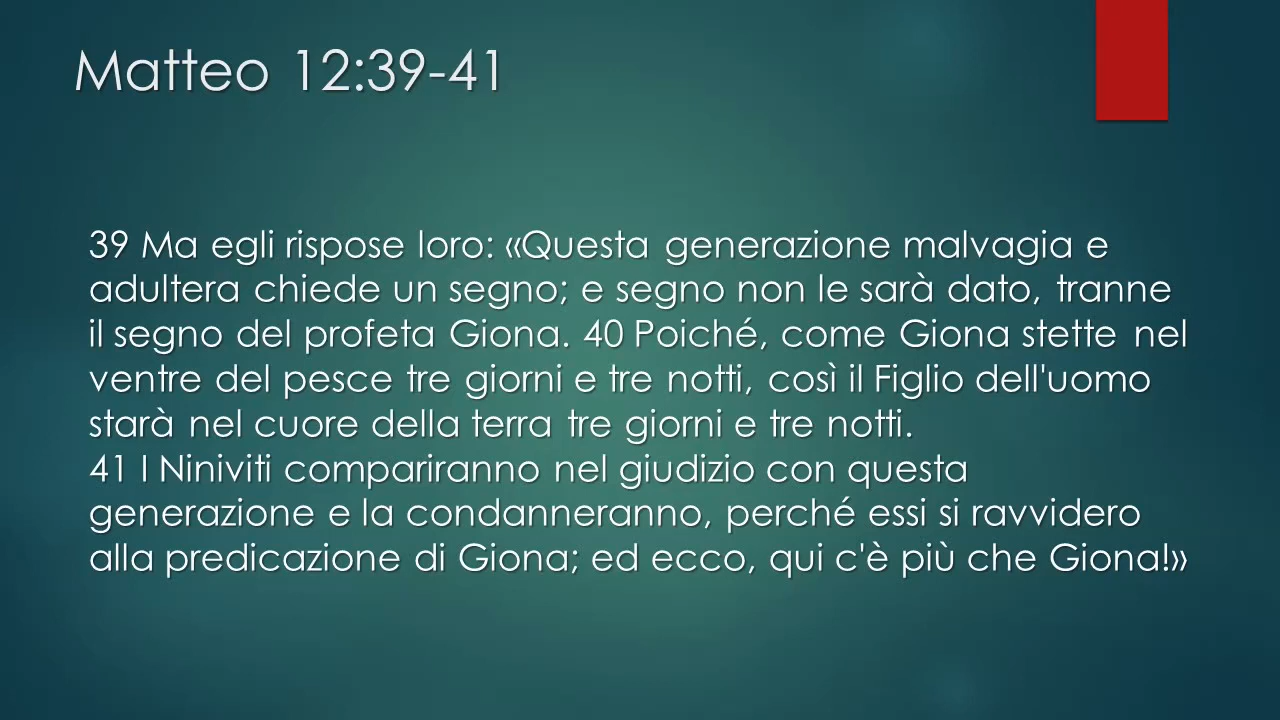 Matteo 12:39-41
39 Ma egli rispose loro: «Questa generazione malvagia e
adultera chiede un segno; e segno non le sarà dato, tranne
il segno del profeta Giona. 40 Poiché, come Giona stette nel
ventre del pesce tre giorni e tre notti, così il Figlio dell'uomo
starà nel cuore della terra tre giorni e tre notti.
41 I Niniviti compariranno nel giudizio con questa
generazione e la condanneranno, perché essi si ravvidero
alla predicazione di Giona; ed ecco, qui c'è più che Giona!»